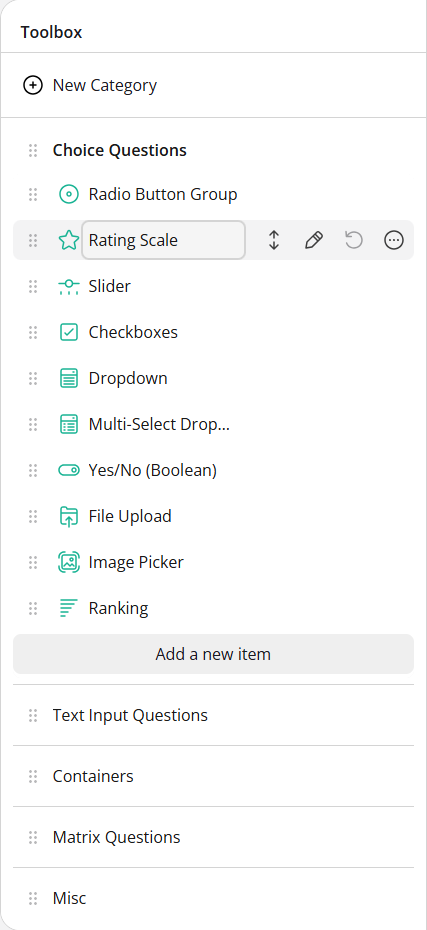 Toolbox
New Category
Choice Questions
Radio Button Group
Rating Scale
Slider
Checkboxes
Dropdown
Multi-Select Drop...
Yes/No (Boolean)
File Upload
Image Picker
Ranking
Add a new item
Text Input Questions
Containers
Matrix Questions
Misc